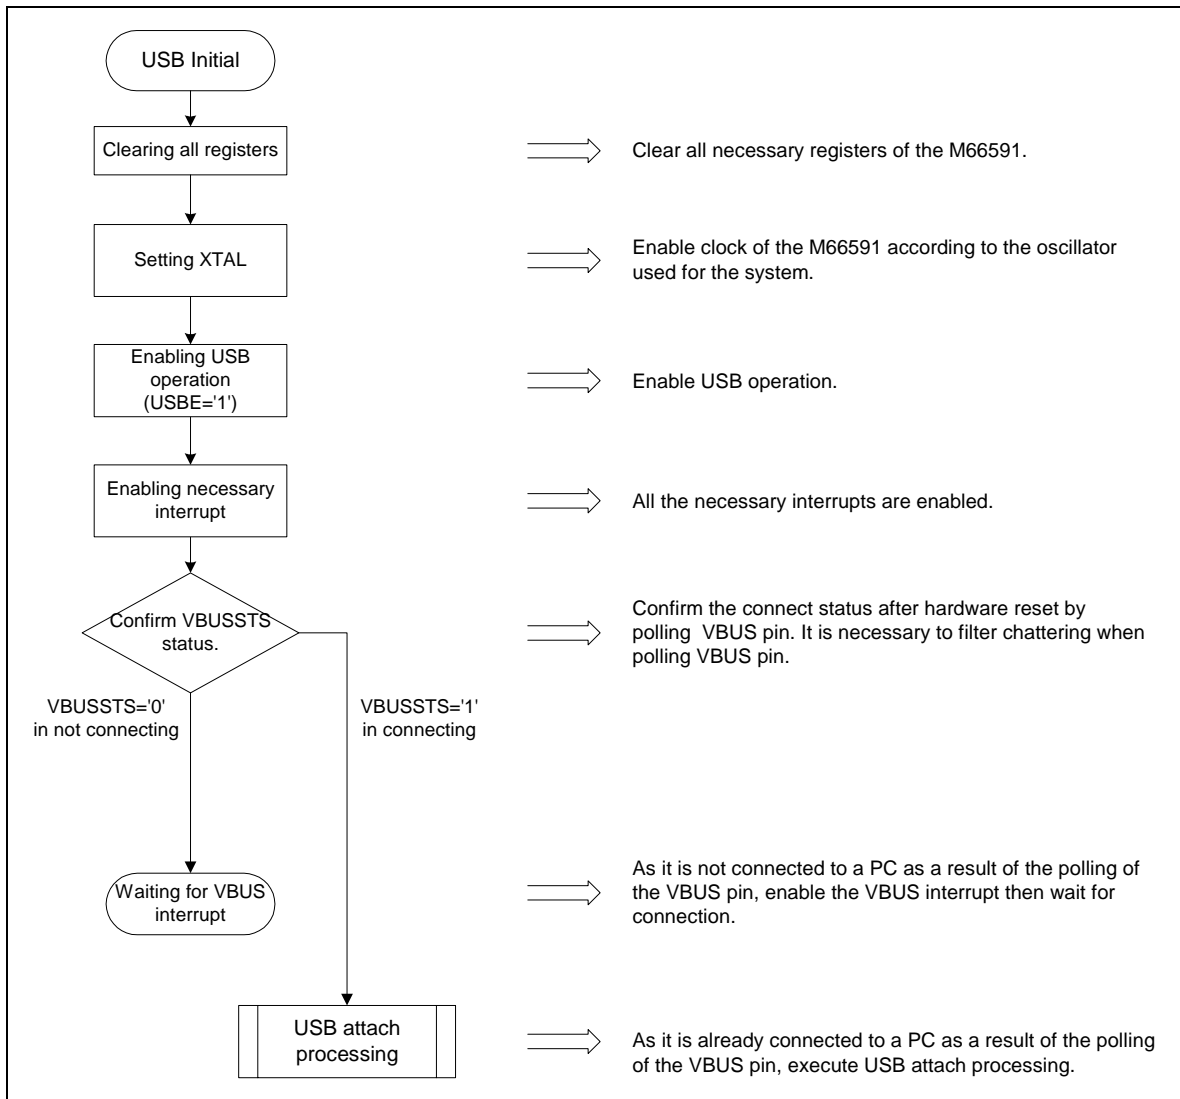 USB Initial
Clearing all registers
Clear all necessary registers of the M66591.
Setting XTAL
Enable clock of the M66591 according to the oscillator
used for the system.
Enabling USB
operation
(USBE='1')
Enable USB operation.
Enabling necessary
interrupt
All the necessary interrupts are enabled.
Confirm VBUSSTS
status.
Confirm the connect status after hardware reset by
polling  VBUS pin. It is necessary to filter chattering when
polling VBUS pin.
VBUSSTS='0'
in not connecting
VBUSSTS='1'
in connecting
Waiting for VBUS
interrupt
As it is not connected to a PC as a result of the polling of
the VBUS pin, enable the VBUS interrupt then wait for
connection.
USB attach
processing
As it is already connected to a PC as a result of the polling
of the VBUS pin, execute USB attach processing.